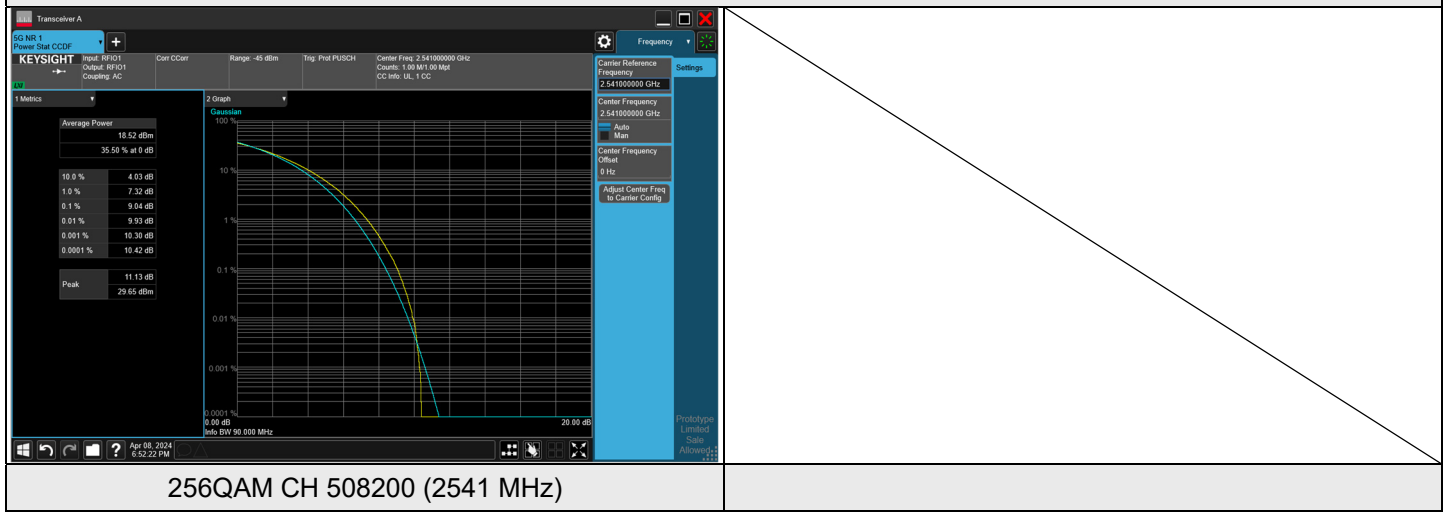 Transceiver A
5G NR 1
Power Stat CCDF
Frequency
KEYSIGHT
Input: RFIO1
Output: RFIO1
Coupling: AC
Corr CCorr
Range: -45 dBm
Trig: Prot PUSCH
Center Freq: 2.541000000 GHz
Counts: 1.00 M/1.00 Mpt
CC Info: UL, 1 CC
LV
1 Metrics
Average Power
18.52 dBm
35.50 % at 0 dB
10.0 % 4.03 dB
1.0 % 7.32 dB
0.1 % 9.04 dB
0.01 % 9.93 dB
0.001 % 10.30 dB
0.0001 % 10.42 dB
Peak
11.13 dB
29.65 dBm
2 Graph
Gaussian
100 %
10 %
1 %
0.1 %
0.01 %
0.001 %
0.0001 %
0.00 dB
20.00 dB
Info BW 90.000 MHz
Carrier Reference
Frequency
2.541000000 GHz
Settings
Center Frequency
2.541000000 GHz
Auto
Man
Center Frequency
Offset
0 Hz
Adjust Center Freq
to Carrier Config
Prototype
Limited
Sale
Allowed
?
Apr 08, 2024
6:52:22 PM
256QAM CH 508200 (2541 MHz)